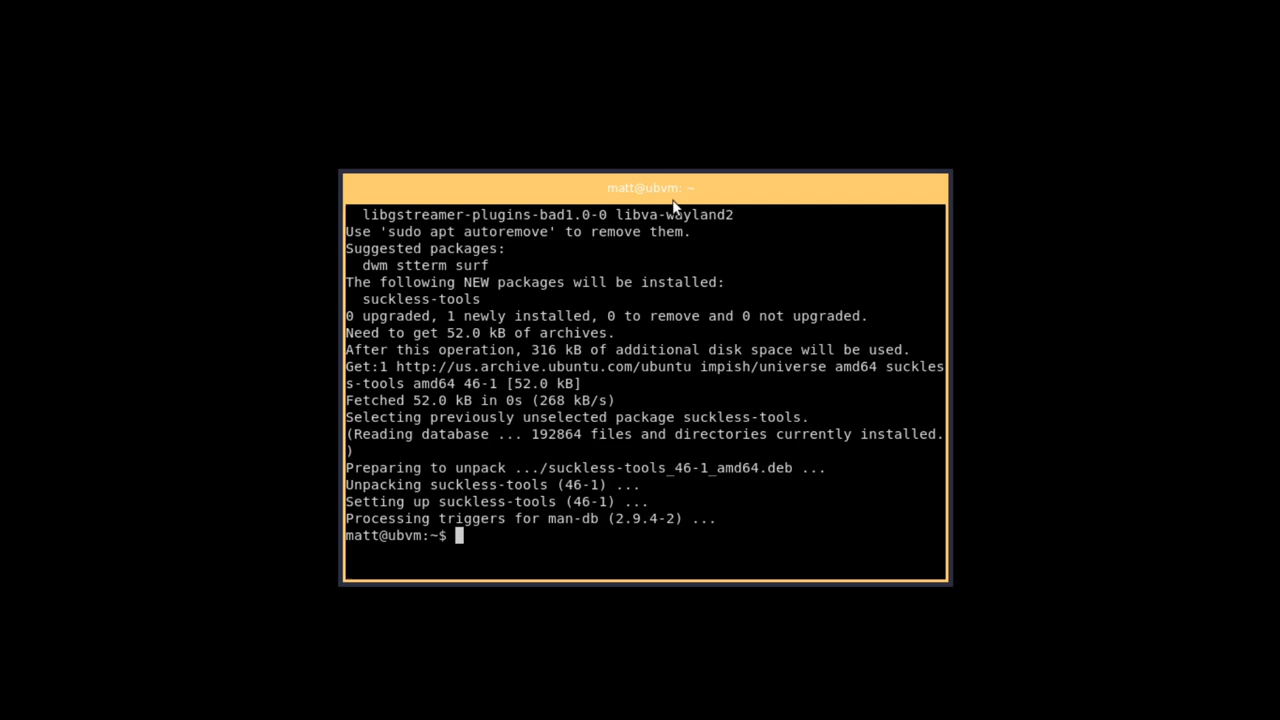 matt@ubvm: ~
libgstreamer-plugins-bad1.0-0 libva-wayland2
Use 'sudo apt autoremove' to remove them.
Suggested packages:
dwm stterm surf
The following NEW packages will be installed:
suckless-tools
0 upgraded, 1 newly installed, 0 to remove and 0 not upgraded.
Need to get 52.0 kB of archives.
After this operation, 316 kB of additional disk space will be used.
Get:1 http://us.archive.ubuntu.com/ubuntu impish/universe amd64 suckles
s-tools amd64 46-1 [52.0 kB]
Fetched 52.0 kB in 0s (268 kB/s)
Selecting previously unselected package suckless-tools.
(Reading database ... 192864 files and directories currently installed.
)
Preparing to unpack .../suckless-tools_46-1_amd64.deb ...
Unpacking suckless-tools (46-1) ...
Setting up suckless-tools (46-1) ...
Processing triggers for man-db (2.9.4-2) ...
matt@ubvm:~$